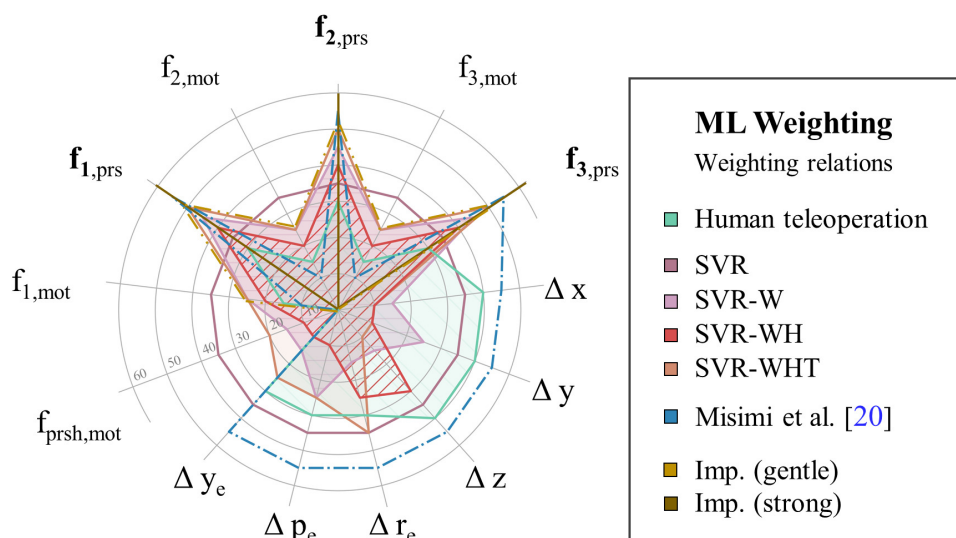 f2,prs
f2,mot
f3,mot
f1,prs
f3,prs
f1,mot
Δ x
10
20
30
40
50
60
Δ y
fprsh,mot
Δ ye
Δ z
Δ pe
Δ re
ML Weighting
Weighting relations
Human teleoperation
SVR
SVR-W
SVR-WH
SVR-WHT
Misimi et al. [20]
Imp. (gentle)
Imp. (strong)